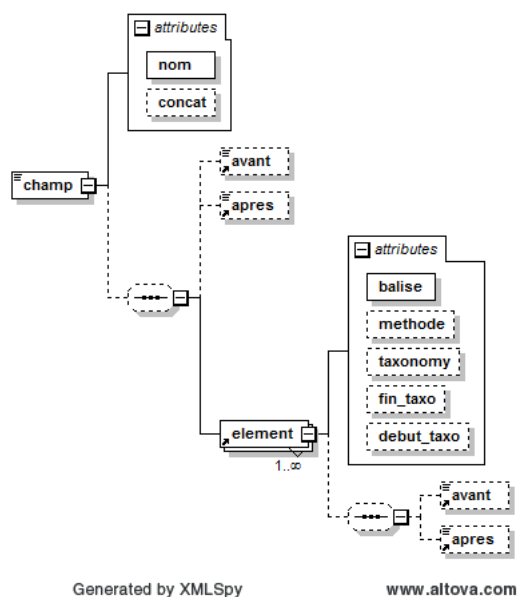 attributes
nom
concat
champ
avant
apres
attributes
balise
methode
taxonomy
fin_taxo
debut_taxo
element
1..∞
avant
apres
Generated by XMLSpy
www.altova.com